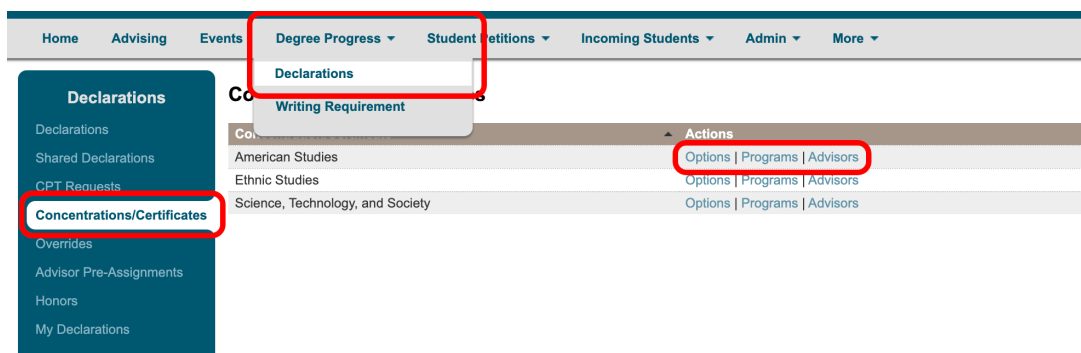 Home Advising Events Degree Progress Student Petitions Incoming Students Admin More
Declarations
Writing Requirement
Declarations
Declarations
Shared Declarations
CPT Requests
Concentrations/Certificates
Overrides
Advisor Pre-Assignments
Honors
My Declarations
Actions
American Studies Options | Programs | Advisors
Ethnic Studies Options | Programs | Advisors
Science, Technology, and Society Options | Programs | Advisors